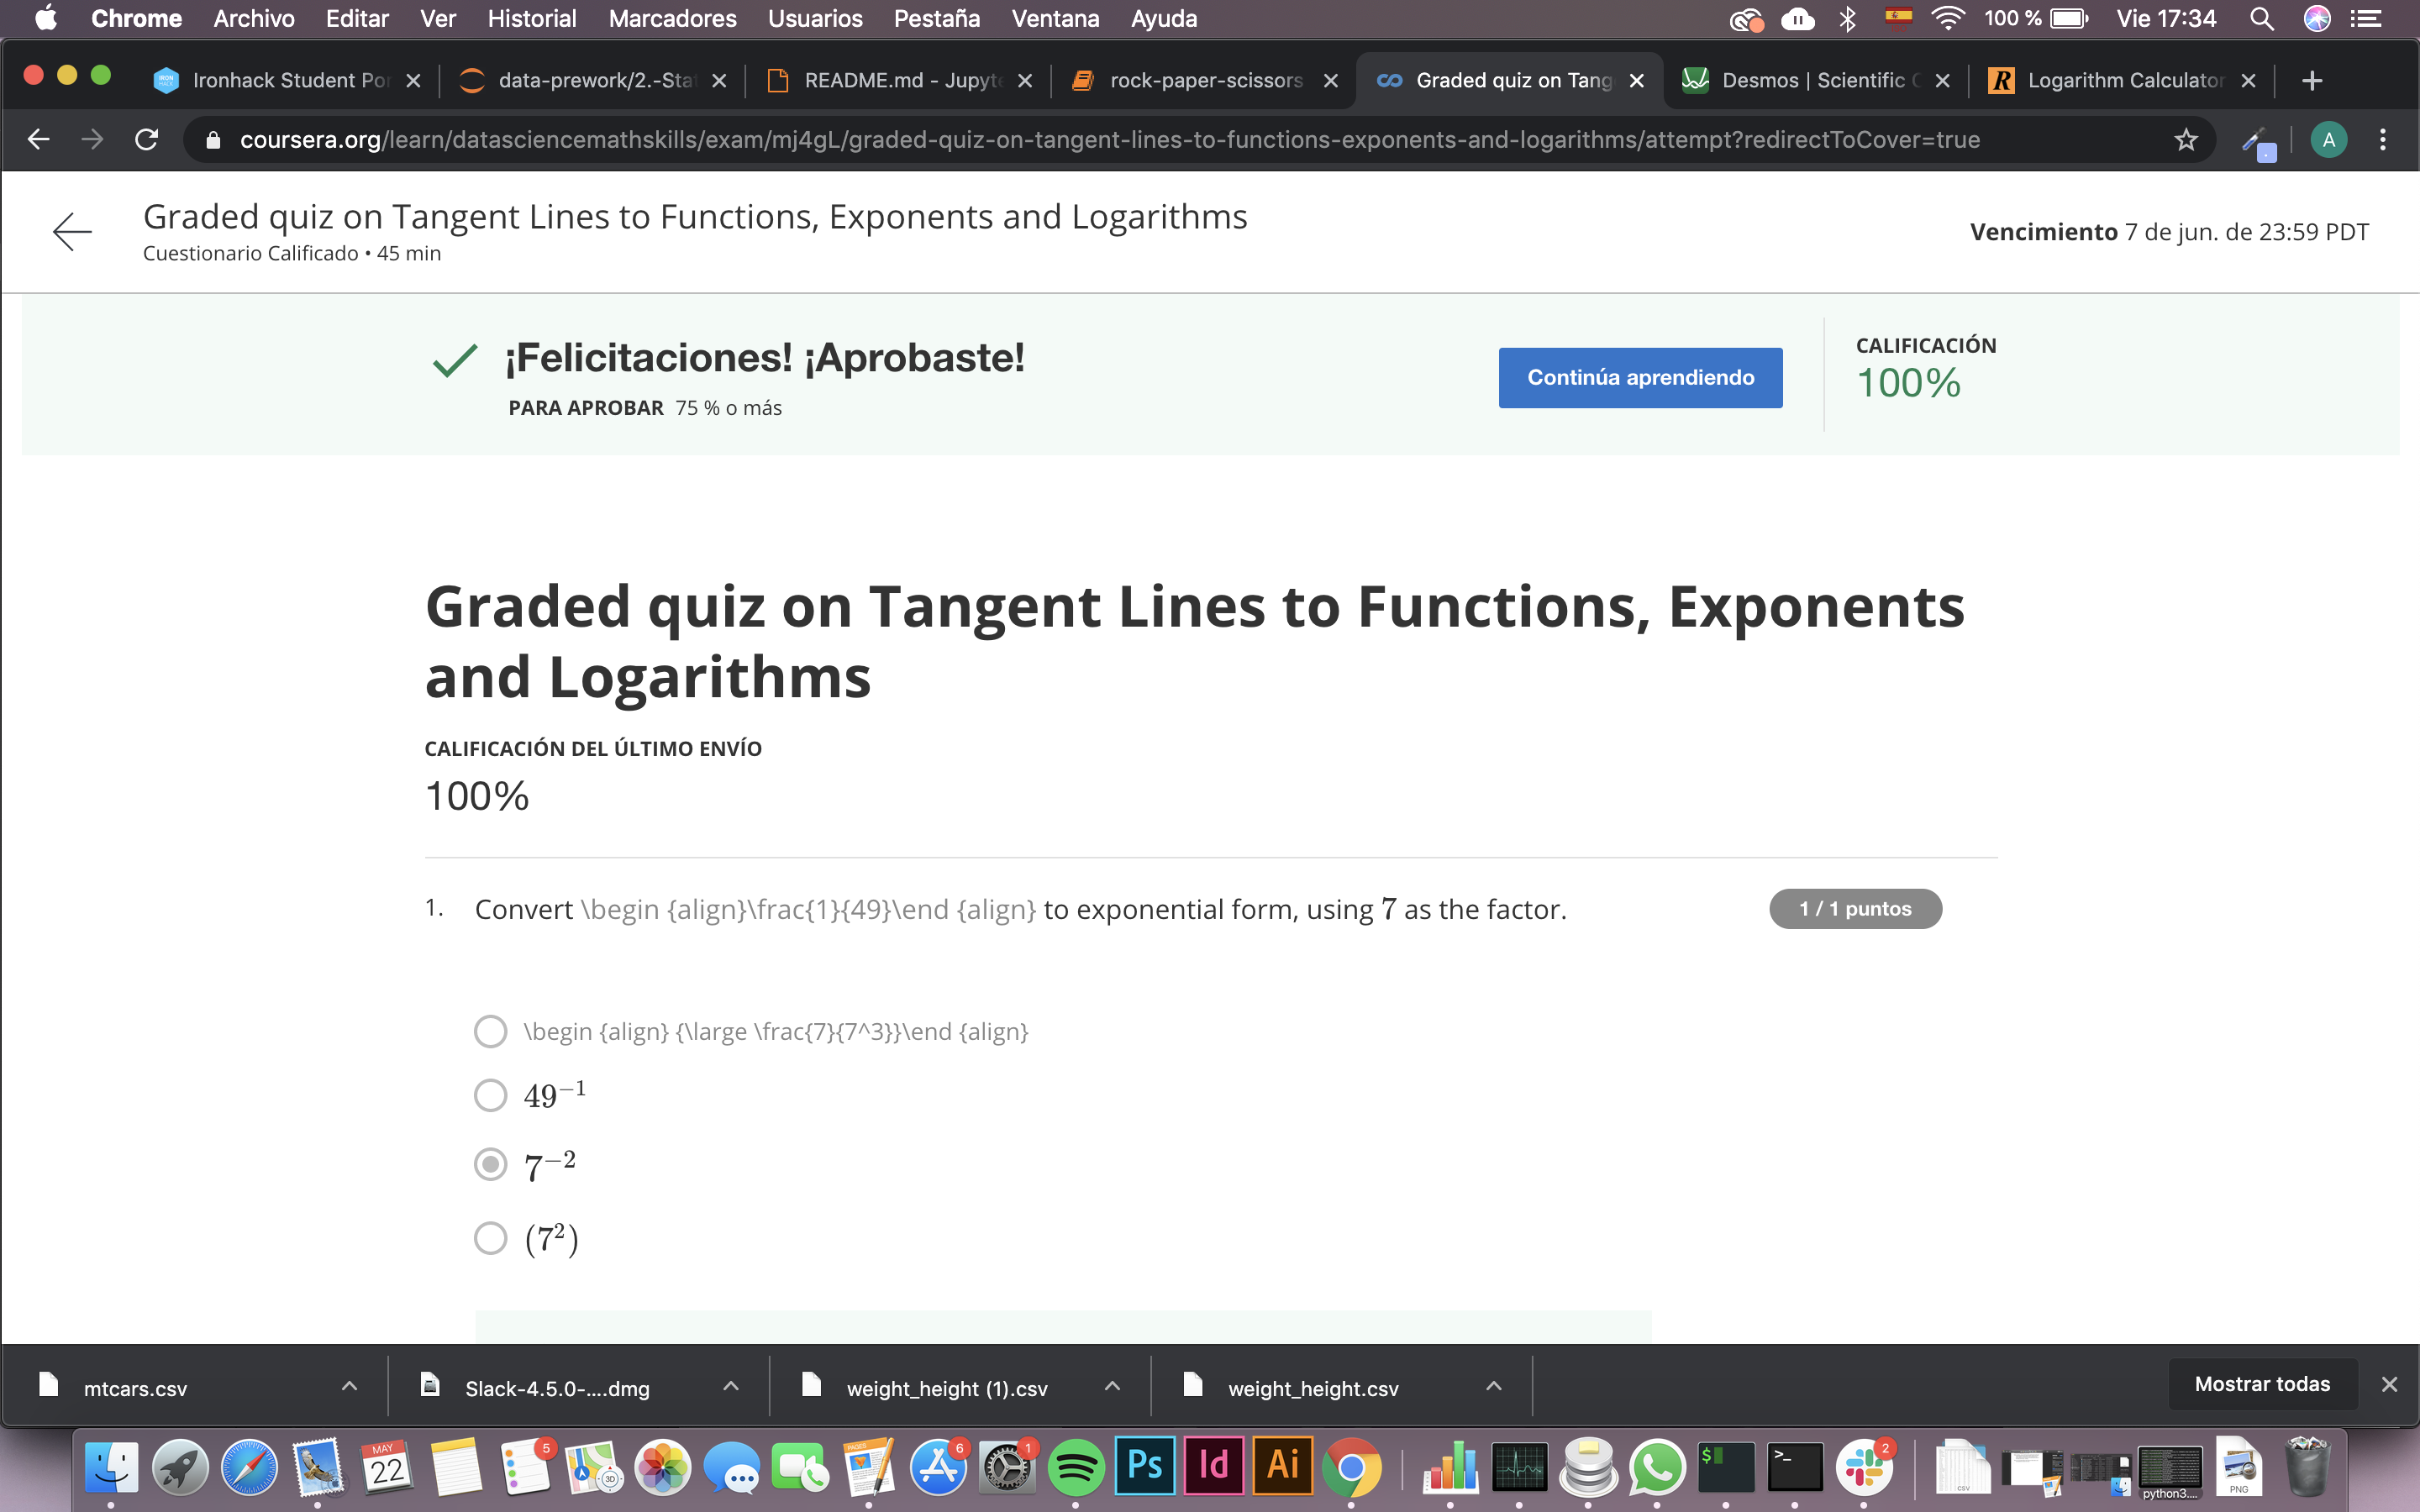 Chrome Archivo Editar Ver Historial Marcadores Usuarios Pestaña Ventana Ayuda 100 % Vie 17:34
Ironhack Student Por data-prework/2.-Stat README.md - Jupyte rock-paper-scissors Graded quiz on Tang Desmos | Scientific C Logarithm Calculator
coursera.org/learn/datasciencemathskills/exam/mj4gL/graded-quiz-on-tangent-lines-to-functions-exponents-and-logarithms/attempt?redirectToCover=true A
Graded quiz on Tangent Lines to Functions, Exponents and Logarithms
Cuestionario Calificado • 45 min
Vencimiento 7 de jun. de 23:59 PDT
¡Felicitaciones! ¡Aprobaste!
PARA APROBAR 75 % o más
Continúa aprendiendo
CALIFICACIÓN
100%
Graded quiz on Tangent Lines to Functions, Exponents
and Logarithms
CALIFICACIÓN DEL ÚLTIMO ENVÍO
100%
1. Convert \begin {align}\frac{1}{49}\end {align} to exponential form, using 7 as the factor. 1 / 1 puntos
\begin {align} {\large \frac{7}{7^3}}\end {align}
49⁻¹
7⁻²
(7²)
mtcars.csv Slack-4.5.0-....dmg weight_height (1).csv weight_height.csv Mostrar todas
MAY 22 5 3D PAGES 6 1 Ps Id Ai $ >_ 2 CSV python3.... PNG